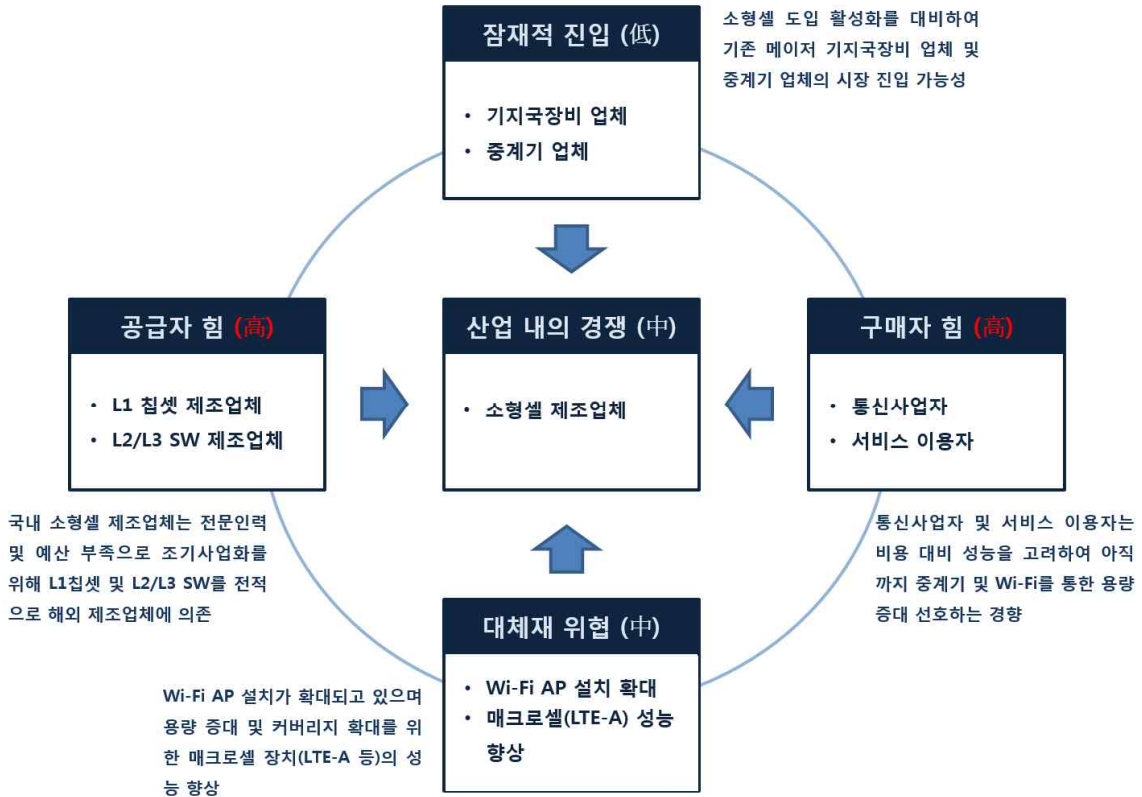 잠재적 진입 (低)
• 기지국장비 업체
• 중계기 업체
소형셀 도입 활성화를 대비하여
기존 메이저 기지국장비 업체 및
중계기 업체의 시장 진입 가능성
공급자 힘 (高)
• L1 칩셋 제조업체
• L2/L3 SW 제조업체
국내 소형셀 제조업체는 전문인력
및 예산 부족으로 조기사업화를
위해 L1칩셋 및 L2/L3 SW를 전적
으로 해외 제조업체에 의존
산업 내의 경쟁 (中)
• 소형셀 제조업체
구매자 힘 (高)
• 통신사업자
• 서비스 이용자
통신사업자 및 서비스 이용자는
비용 대비 성능을 고려하여 아직
까지 중계기 및 Wi-Fi를 통한 용량
증대 선호하는 경향
대체재 위협 (中)
• Wi-Fi AP 설치 확대
• 매크로셀(LTE-A) 성능
향상
Wi-Fi AP 설치가 확대되고 있으며
용량 증대 및 커버리지 확대를 위
한 매크로셀 장치(LTE-A 등)의 성
능 향상